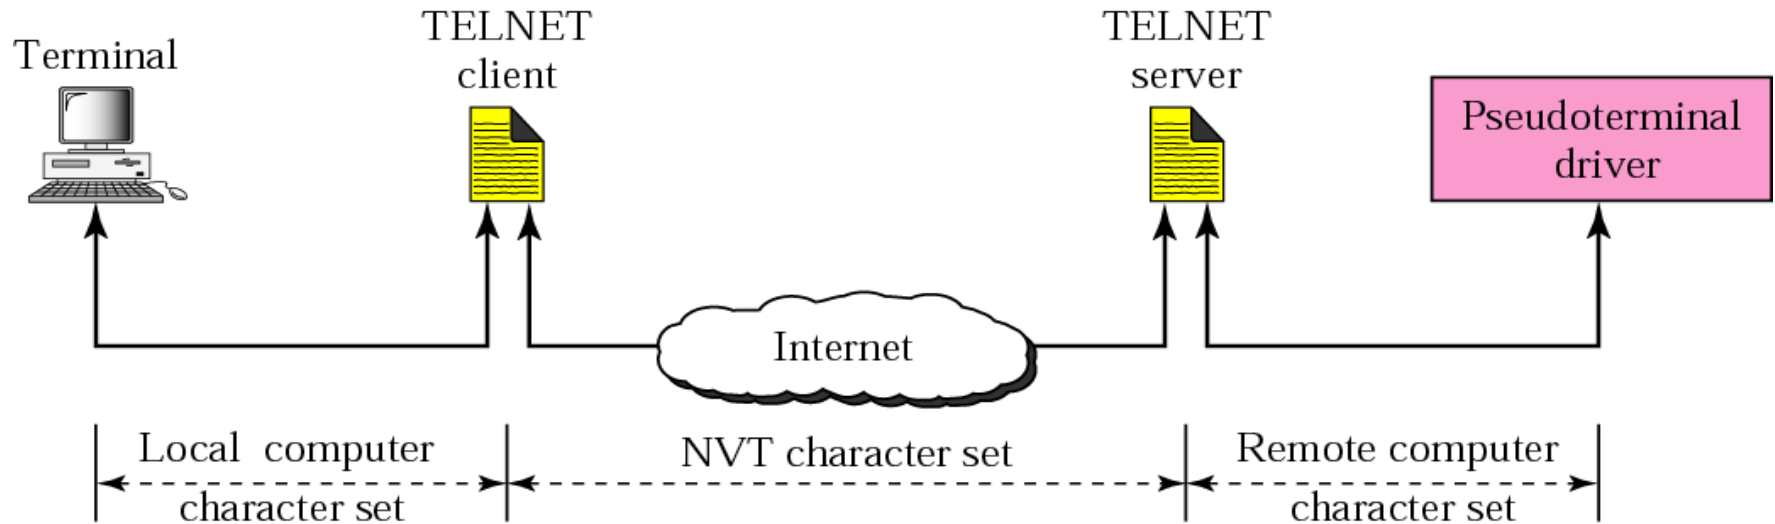 Terminal
TELNET
client
TELNET
server
Pseudoterminal
driver
Internet
Local computer
character set
NVT character set
Remote computer
character set